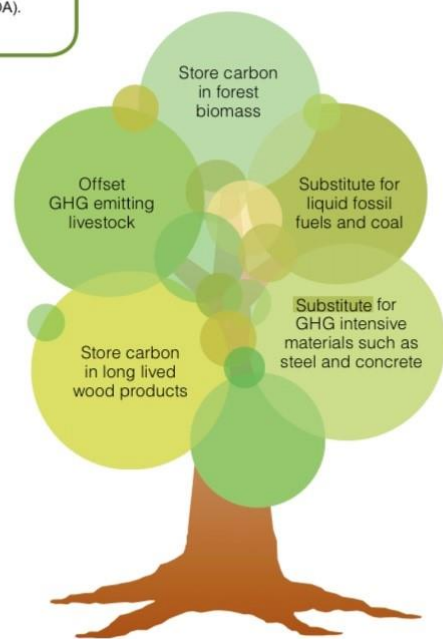 DA).
Store carbon
in forest
biomass
Offset
GHG emitting
livestock
Substitute for
liquid fossil
fuels and coal
Substitute for
GHG intensive
materials such as
steel and concrete
Store carbon
in long lived
wood products